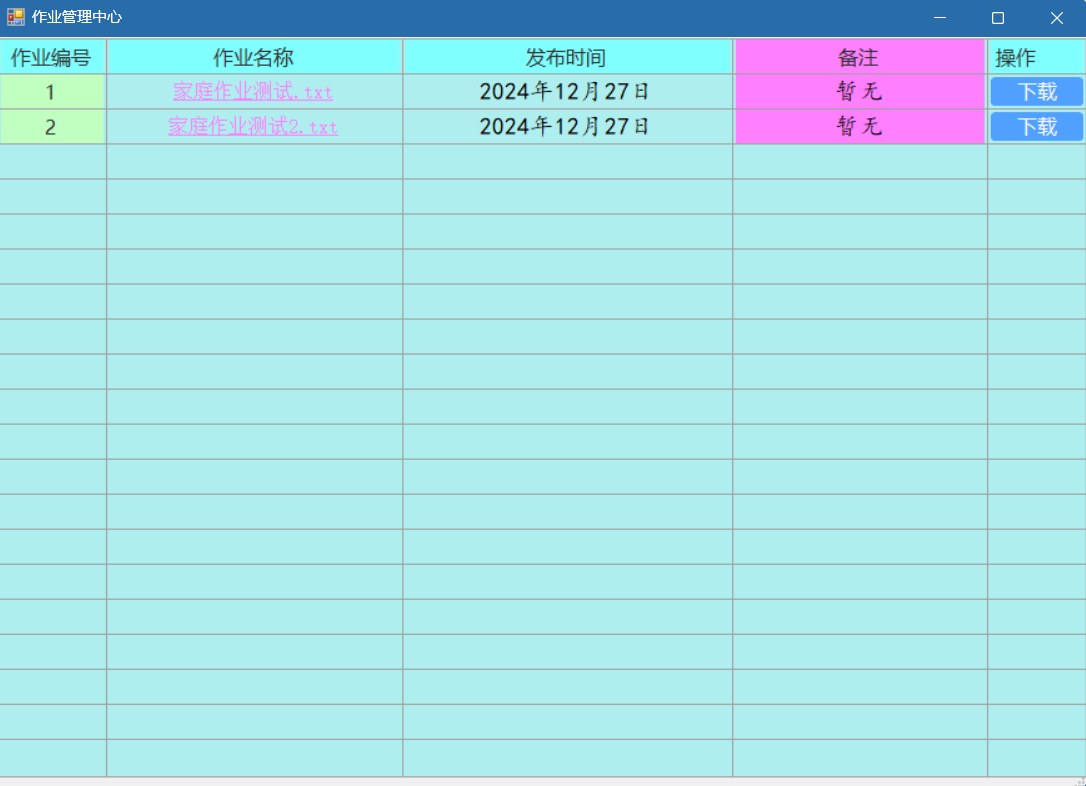 作业管理中心
作业编号 作业名称 发布时间 备注 操作
1 家庭作业测试.txt 2024年12月27日 暂无 下载
2 家庭作业测试2.txt 2024年12月27日 暂无 下载